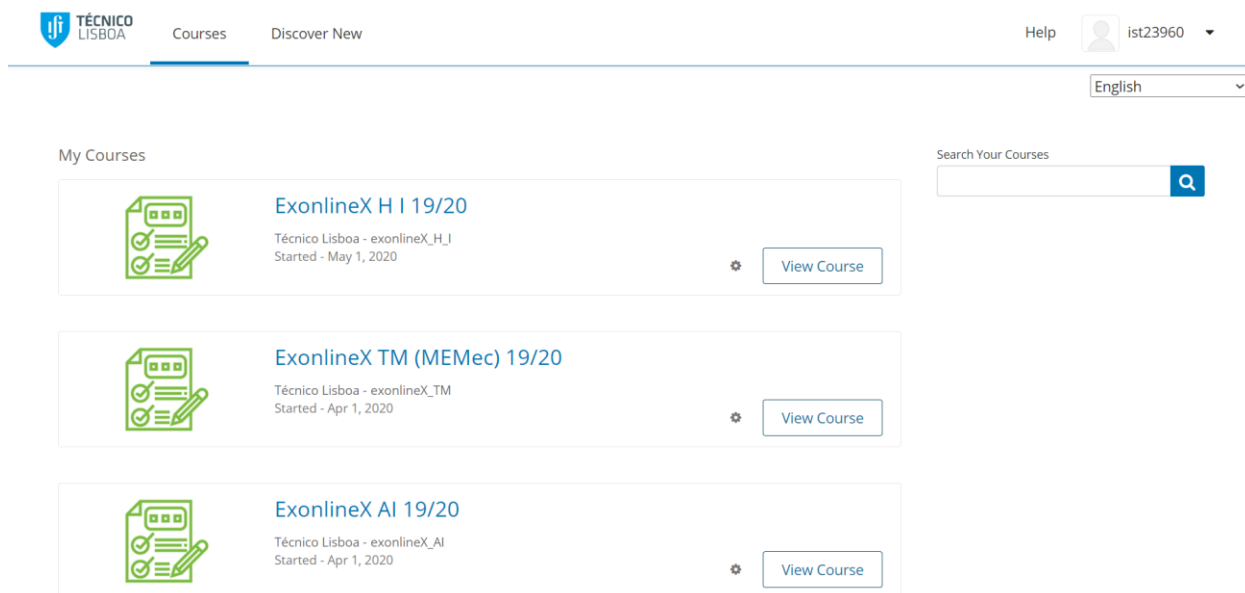 TÉCNICO
LISBOA
Courses
Discover New
Help
ist23960
English
My Courses
Search Your Courses
ExonlineX H I 19/20
Técnico Lisboa - exonlineX_H_I
Started - May 1, 2020
View Course
ExonlineX TM (MEMec) 19/20
Técnico Lisboa - exonlineX_TM
Started - Apr 1, 2020
View Course
ExonlineX AI 19/20
Técnico Lisboa - exonlineX_AI
Started - Apr 1, 2020
View Course